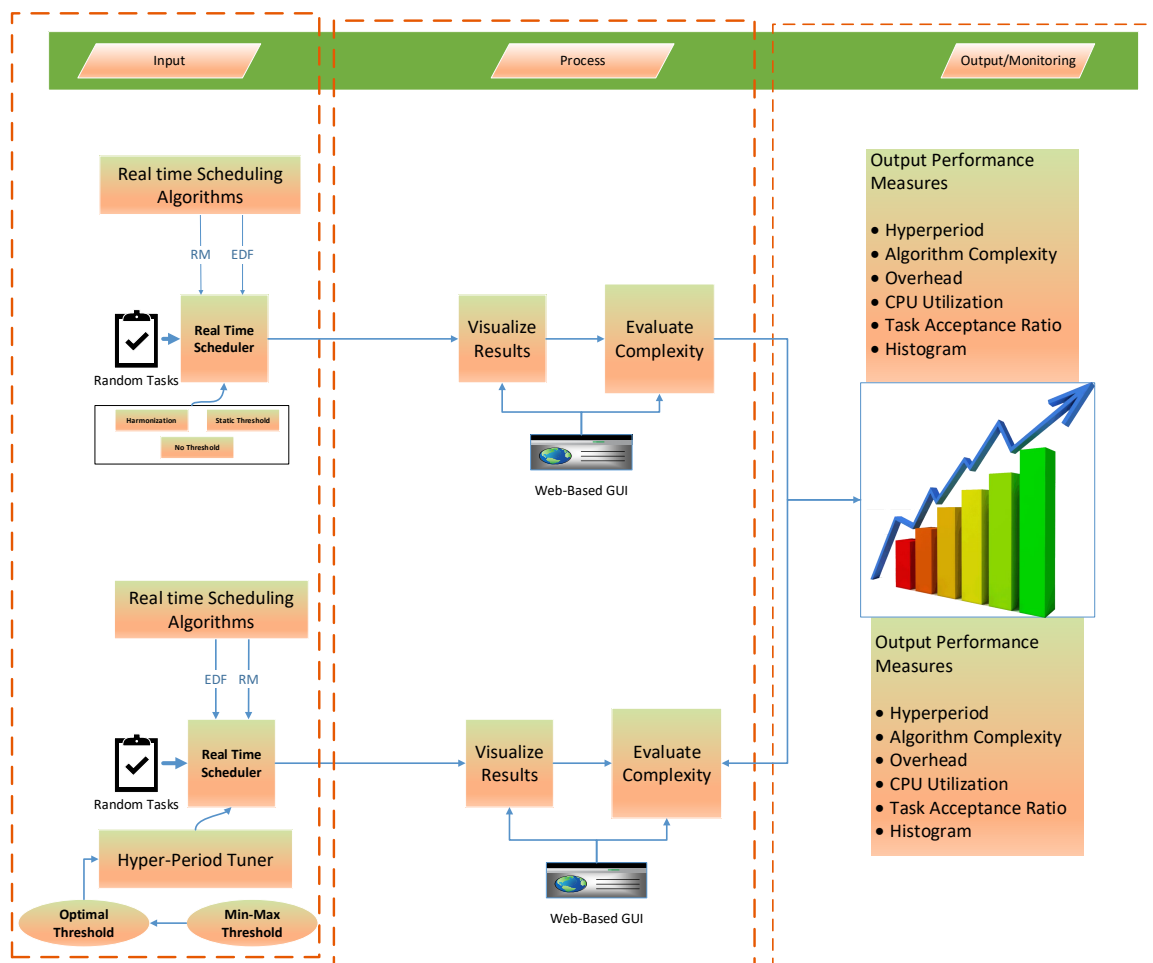 Input
Process
Output/Monitoring
Real time Scheduling
Algorithms
RM
EDF
Random Tasks
Real Time
Scheduler
Harmonization
Static Threshold
No Threshold
Visualize
Results
Evaluate
Complexity
Web-Based GUI
Output Performance
Measures
• Hyperperiod
• Algorithm Complexity
• Overhead
• CPU Utilization
• Task Acceptance Ratio
• Histogram
Real time Scheduling
Algorithms
EDF
RM
Random Tasks
Real Time
Scheduler
Hyper-Period Tuner
Optimal
Threshold
Min-Max
Threshold
Visualize
Results
Evaluate
Complexity
Web-Based GUI
Output Performance
Measures
• Hyperperiod
• Algorithm Complexity
• Overhead
• CPU Utilization
• Task Acceptance Ratio
• Histogram